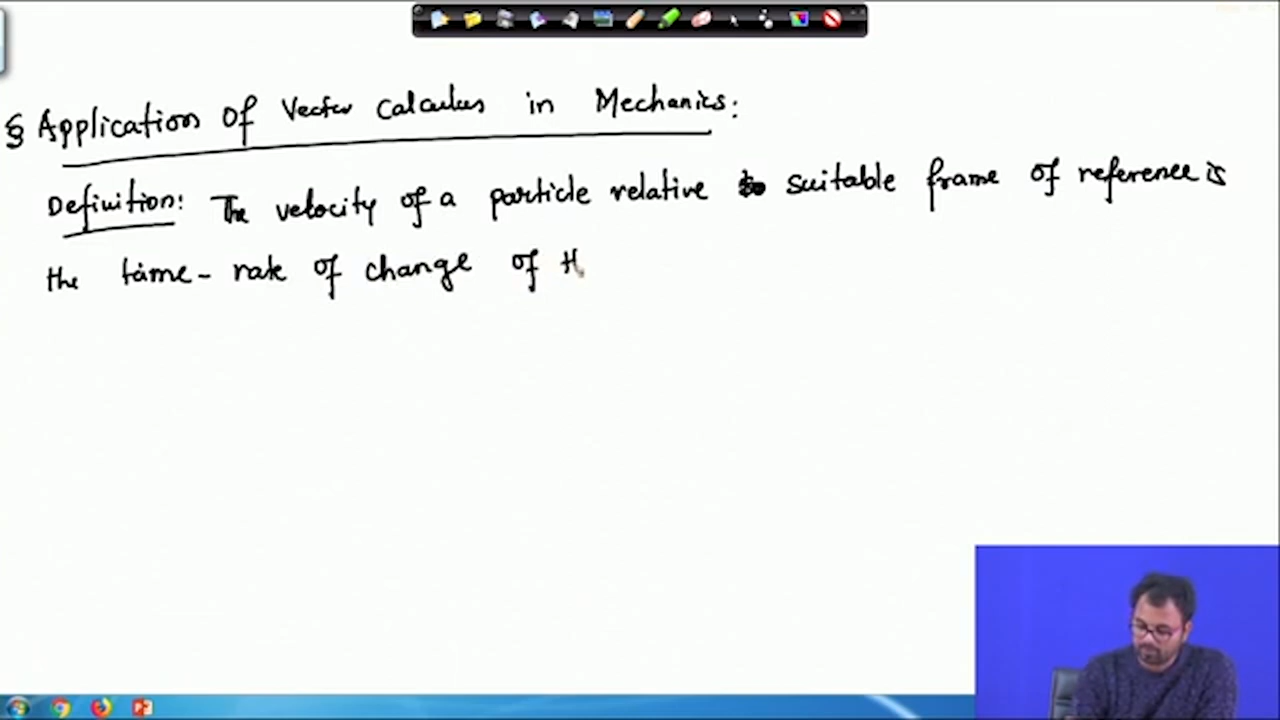 § Application Of Vector Calculus in Mechanics:
Definition: The velocity of a particle relative to suitable frame of reference is
the time-rate of change of